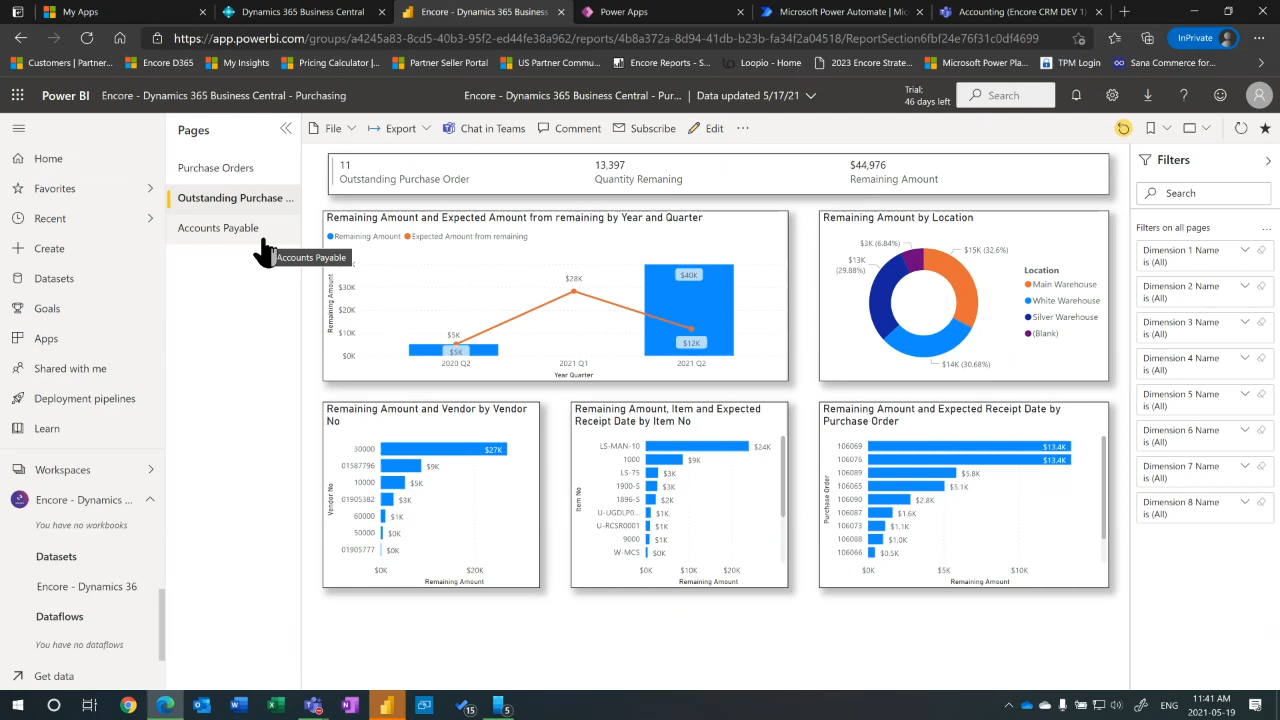 My Apps
Dynamics 365 Business Central
Encore - Dynamics 365 Business
Power Apps
Microsoft Power Automate | Mic
Accounting (Encore CRM DEV 1)
https://app.powerbi.com/groups/a4245a83-8cd5-40b3-95f2-ed44fe38a962/reports/4b8a372a-8d94-41db-b23b-fa34f2a04518/ReportSection6fbf24e76f31c0df4699
InPrivate
Customers | Partner...
Encore D365
My Insights
Pricing Calculator |...
Partner Seller Portal
US Partner Commu...
Encore Reports - S...
Loopio - Home
2023 Encore Strate...
Microsoft Power Pla...
TPM Login
Sana Commerce for...
Power BI
Encore - Dynamics 365 Business Central - Purchasing
Encore - Dynamics 365 Business Central - Pur... | Data updated 5/17/21
Trial:
46 days left
Search
Home
Favorites
Recent
Create
Datasets
Goals
Apps
Shared with me
Deployment pipelines
Learn
Workspaces
Encore - Dynamics ...
You have no workbooks
Datasets
Encore - Dynamics 36
Dataflows
You have no dataflows
Get data
Pages
Purchase Orders
Outstanding Purchase ...
Accounts Payable
Accounts Payable
File
Export
Chat in Teams
Comment
Subscribe
Edit
11
Outstanding Purchase Order
13,397
Quantity Remaning
$44,976
Remaining Amount
Remaining Amount and Expected Amount from remaining by Year and Quarter
Remaining Amount
Expected Amount from remaining
Remaining Amount
$30K
$20K
$10K
$0K
$5K
$5K
$28K
$40K
$12K
2020 Q2
2021 Q1
2021 Q2
Year Quarter
Remaining Amount by Location
$3K (6.84%)
$15K (32.6%)
$13K
(29.88%)
$14K (30.68%)
Location
Main Warehouse
White Warehouse
Silver Warehouse
(Blank)
Remaining Amount and Vendor by Vendor
No
Vendor No
30000 $27K
01587796 $9K
10000 $5K
01905382 $3K
60000 $1K
50000 $0K
01905777 $0K
$0K $20K
Remaining Amount
Remaining Amount, Item and Expected
Receipt Date by Item No
Item No
LS-MAN-10 $24K
1000 $9K
LS-75 $3K
1900-S $3K
1896-S $2K
U-UGDLP0... $1K
U-RCSR0001 $1K
9000 $1K
W-MCS $0K
$0K $10K $20K
Remaining Amount
Remaining Amount and Expected Receipt Date by
Purchase Order
Purchase Order
106069 $13.4K
106076 $13.4K
106089 $5.8K
106065 $5.1K
106090 $2.8K
106087 $1.6K
106073 $1.1K
106088 $1.0K
106066 $0.5K
$0K $5K $10K
Remaining Amount
Filters
Search
Filters on all pages
Dimension 1 Name
is (All)
Dimension 2 Name
is (All)
Dimension 3 Name
is (All)
Dimension 4 Name
is (All)
Dimension 5 Name
is (All)
Dimension 6 Name
is (All)
Dimension 7 Name
is (All)
Dimension 8 Name
is (All)
15
5
ENG
11:41 AM
2021-05-19